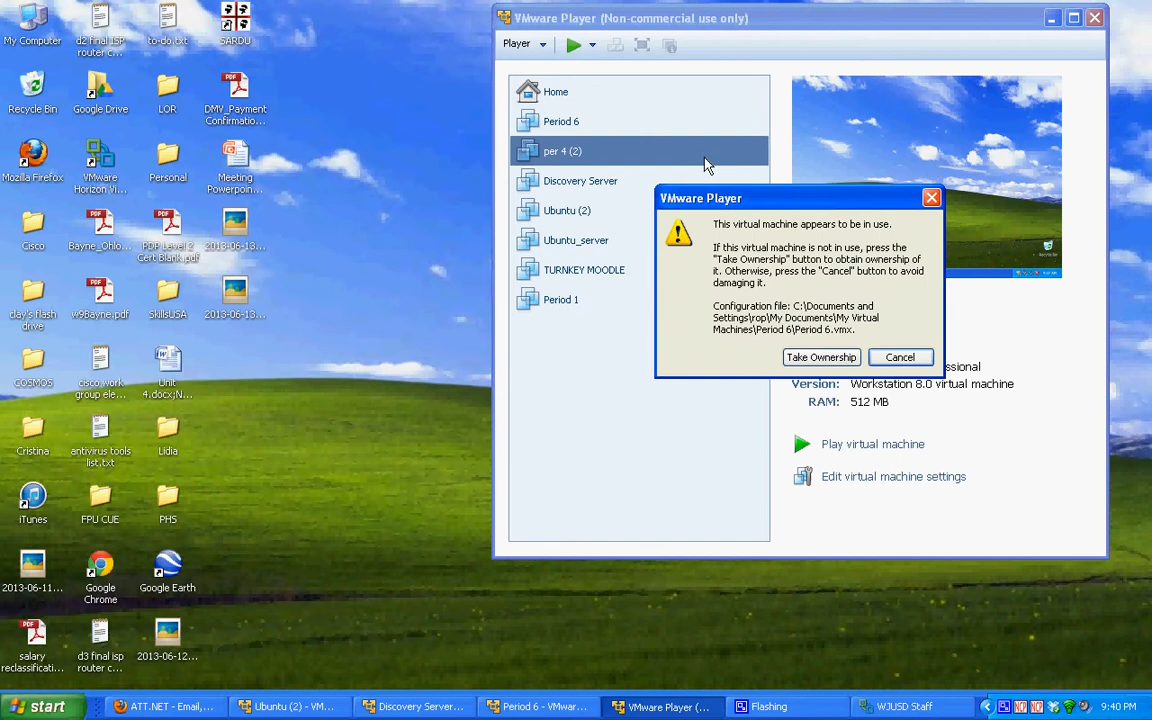 My Computer
d2 final ISP
router c...
to-do.txt
SARDU
Recycle Bin
Google Drive
LOR
DMV_Payment
Confirmatio...
Mozilla Firefox
VMware
Horizon Vi...
Personal
Meeting
Powerpoin...
Cisco
Bayne_Ohlo...
PDP Level 2
Cert Blank.pdf
2013-06-13...
clay's flash
drive
w9Bayne.pdf
SkillsUSA
2013-06-13...
COSMOS
cisco work
group ele...
Unit
4.docx;N...
Cristina
antivirus tools
list.txt
Lidia
iTunes
FPU CUE
PHS
2013-06-11...
Google
Chrome
Google Earth
salary
reclassificati...
d3 final isp
router c...
2013-06-12...
VMware Player (Non-commercial use only)
Player
Home
Period 6
per 4 (2)
Discovery Server
Ubuntu (2)
Ubuntu_server
TURNKEY MOODLE
Period 1
VMware Player
This virtual machine appears to be in use.
If this virtual machine is not in use, press the
"Take Ownership" button to obtain ownership of
it. Otherwise, press the "Cancel" button to avoid
damaging it.
Configuration file: C:\Documents and
Settings\rop\My Documents\My Virtual
Machines\Period 6\Period 6.vmx.
Take Ownership
Cancel
ssional
Version: Workstation 8.0 virtual machine
RAM: 512 MB
Play virtual machine
Edit virtual machine settings
start
ATT.NET - Email,...
Ubuntu (2) - VM...
Discovery Server...
Period 6 - VMwar...
VMware Player (...
Flashing
WJUSD Staff
9:40 PM